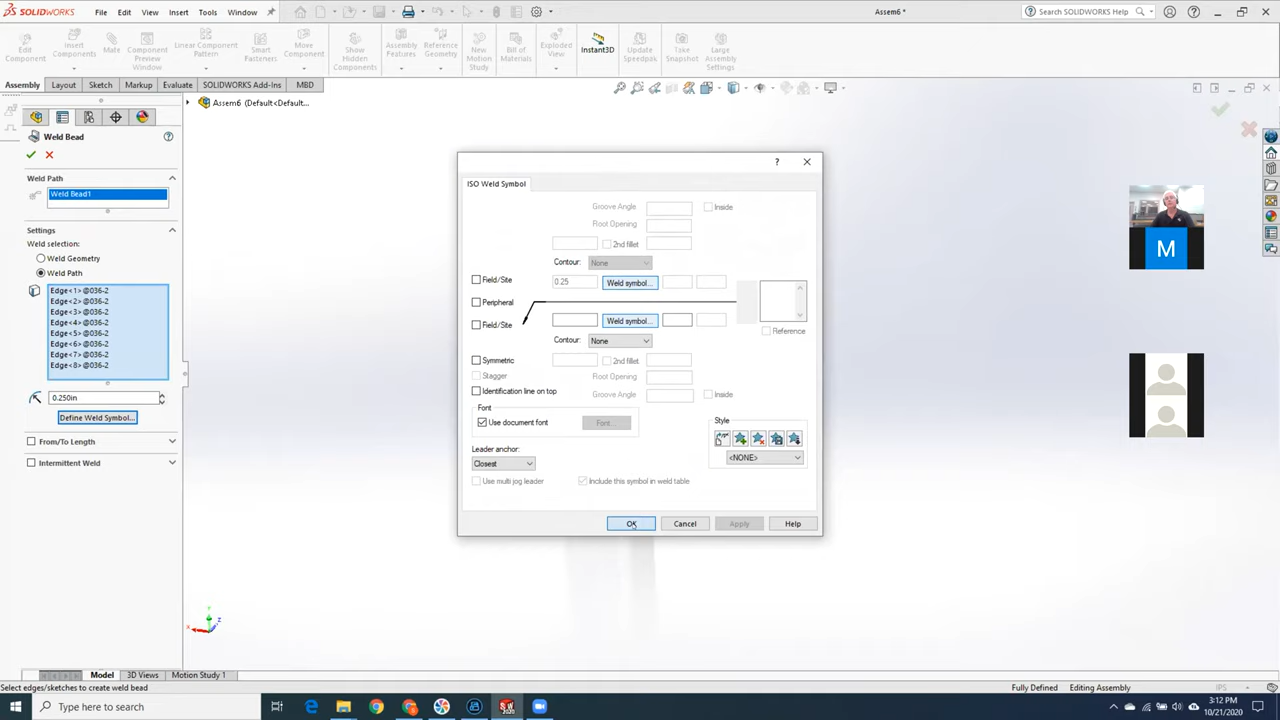 SOLIDWORKS File Edit View Insert Tools Window Assem6 * Search SOLIDWORKS Help
Edit Component
Insert Components
Mate
Component Preview Window
Linear Component Pattern
Smart Fasteners
Move Component
Show Hidden Components
Assembly Features
Reference Geometry
New Motion Study
Bill of Materials
Exploded View
Instant3D
Update Speedpak
Take Snapshot
Large Assembly Settings
Assembly Layout Sketch Markup Evaluate SOLIDWORKS Add-Ins MBD
Assem6 (Default<Default...
Weld Bead
Weld Path
Weld Bead1
Settings
Weld selection:
Weld Geometry
Weld Path
Edge<1> @036-2
Edge<2> @036-2
Edge<3> @036-2
Edge<4> @036-2
Edge<5> @036-2
Edge<6> @036-2
Edge<7> @036-2
Edge<8> @036-2
0.250in
Define Weld Symbol...
From/To Length
Intermittent Weld
? ×
ISO Weld Symbol
Groove Angle Inside
Root Opening
2nd fillet
Contour: None
Field/Site 0.25 Weld symbol...
Peripheral
Field/Site Weld symbol...
Reference
Contour: None
Symmetric 2nd fillet
Stagger Root Opening
Identification line on top Groove Angle Inside
Font
Use document font Font...
Style
<NONE>
Leader anchor:
Closest
Use multi jog leader Include this symbol in weld table
OK Cancel Apply Help
M
Y
X
Z
Model 3D Views Motion Study 1
Select edges/sketches to create weld bead Fully Defined Editing Assembly IPS
Type here to search
3:12 PM
10/21/2020